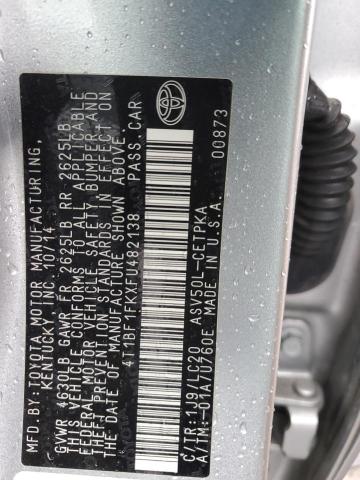 MFD.BY:TOYOTA MOTOR MANUFACTURING
KENTUCKY, INC. 10/14
GVWR 4630LB GAWR FR 2625LB RR 2625LB
THIS VEHICLE CONFORMS TO ALL APPLICABLE
FEDERAL MOTOR VEHICLE SAFETY, BUMPER, AND
THEFT PREVENTION STANDARDS IN EFFECT ON
THE DATE OF MANUFACTURE SHOWN ABOVE.
4T1BF1FKXFU482138 PASS.CAR
C/TR:1J9/LC20 ASV50L-CETPKA
A/TM:-01A/U760E MADE IN U.S.A.
00873